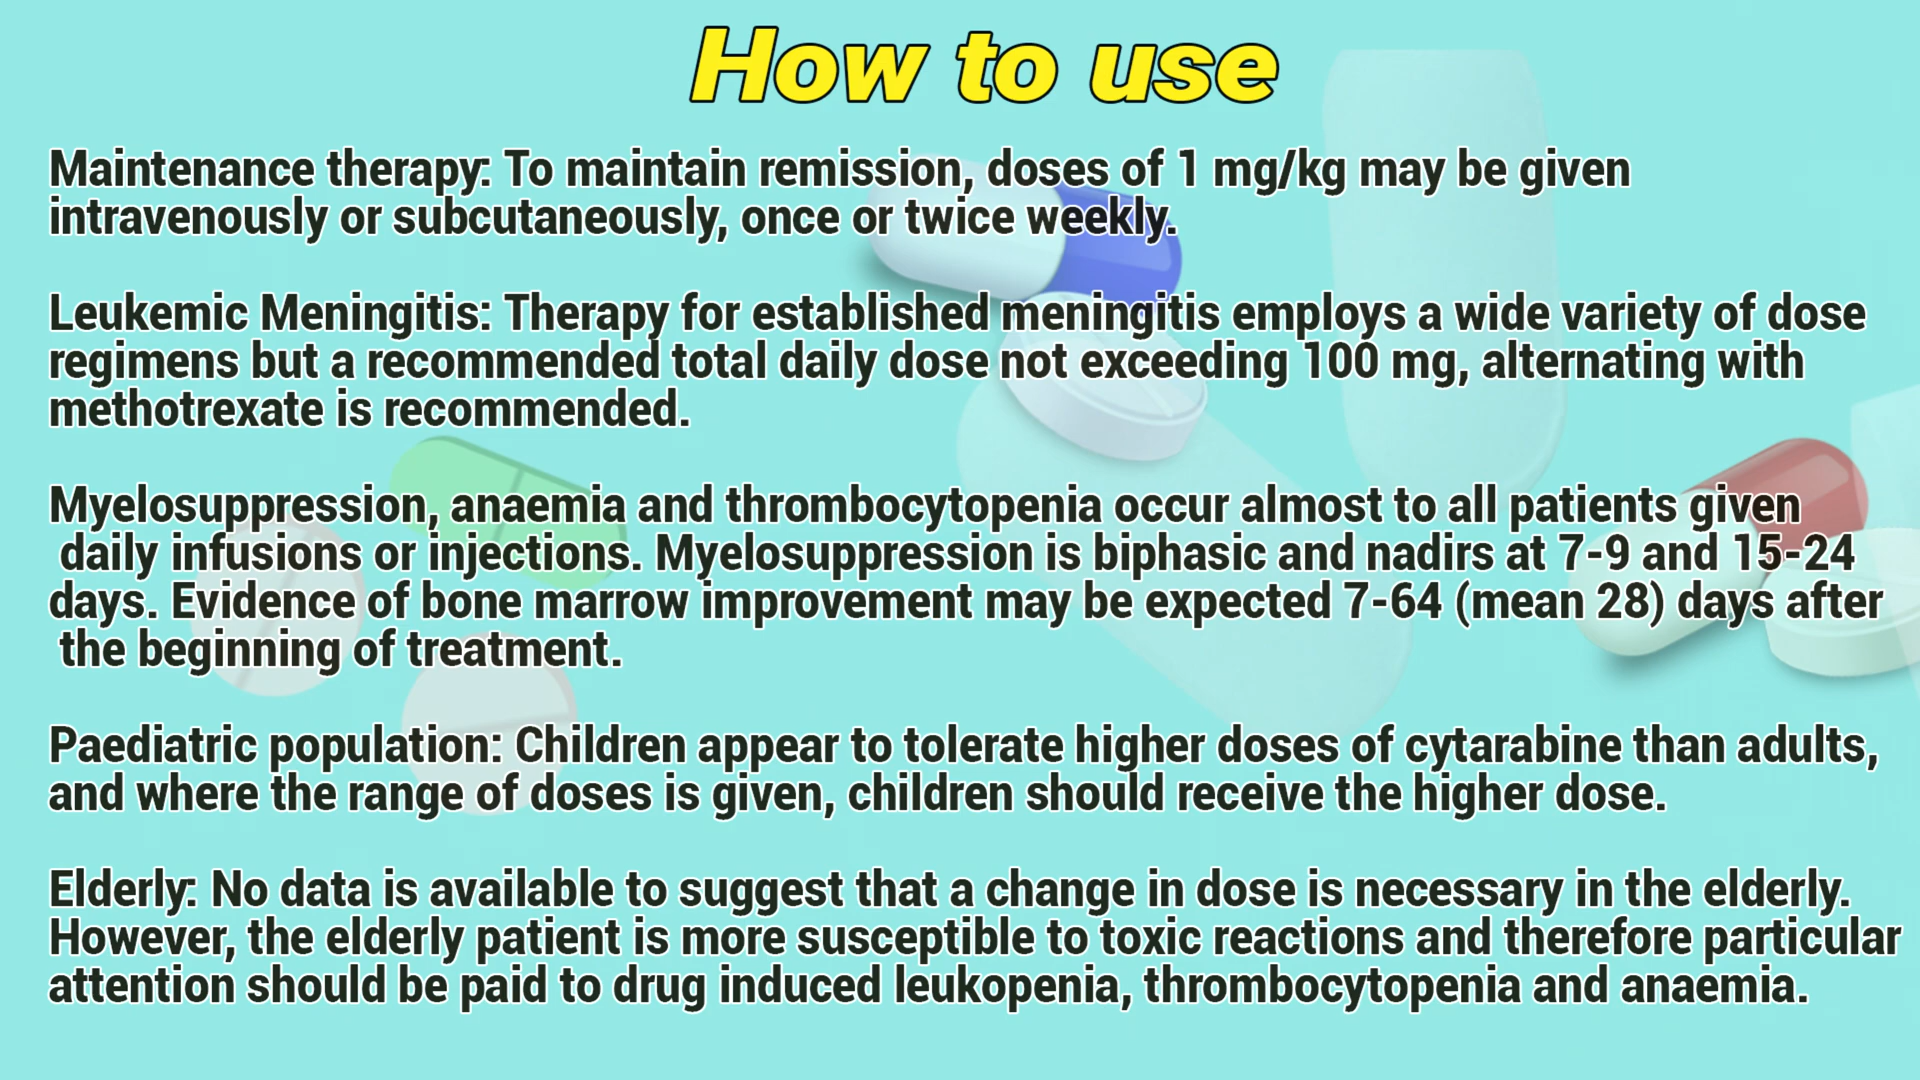 How to use
Maintenance therapy: To maintain remission, doses of 1 mg/kg may be given
intravenously or subcutaneously, once or twice weekly.
Leukemic Meningitis: Therapy for established meningitis employs a wide variety of dose
regimens but a recommended total daily dose not exceeding 100 mg, alternating with
methotrexate is recommended.
Myelosuppression, anaemia and thrombocytopenia occur almost to all patients given
daily infusions or injections. Myelosuppression is biphasic and nadirs at 7-9 and 15-24
days. Evidence of bone marrow improvement may be expected 7-64 (mean 28) days after
the beginning of treatment.
Paediatric population: Children appear to tolerate higher doses of cytarabine than adults,
and where the range of doses is given, children should receive the higher dose.
Elderly: No data is available to suggest that a change in dose is necessary in the elderly.
However, the elderly patient is more susceptible to toxic reactions and therefore particular
attention should be paid to drug induced leukopenia, thrombocytopenia and anaemia.